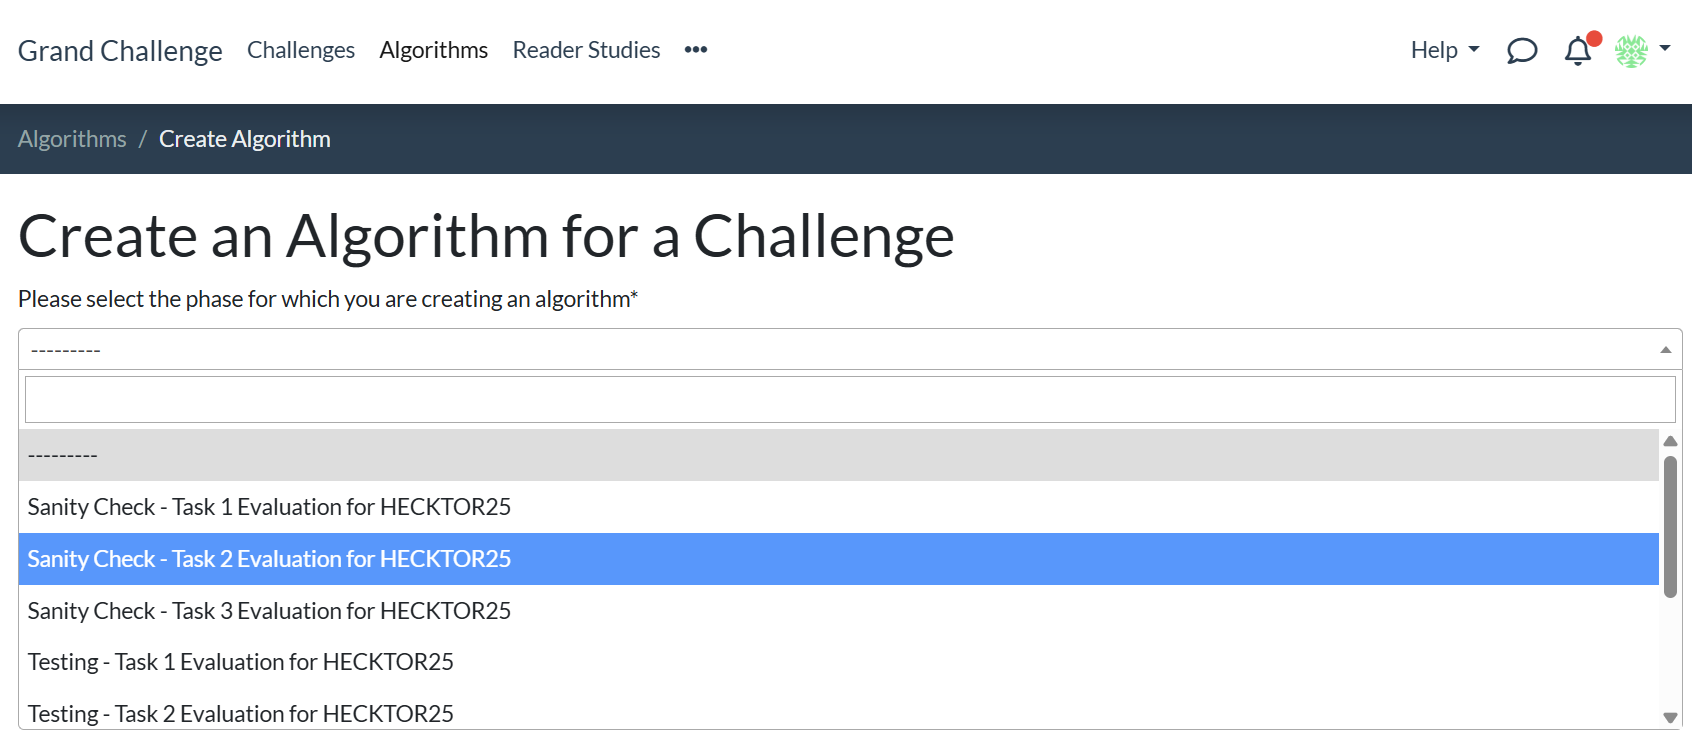 Grand Challenge Challenges Algorithms Reader Studies ••• Help
Algorithms / Create Algorithm
Create an Algorithm for a Challenge
Please select the phase for which you are creating an algorithm*
---------
---------
Sanity Check - Task 1 Evaluation for HECKTOR25
Sanity Check - Task 2 Evaluation for HECKTOR25
Sanity Check - Task 3 Evaluation for HECKTOR25
Testing - Task 1 Evaluation for HECKTOR25
Testing - Task 2 Evaluation for HECKTOR25